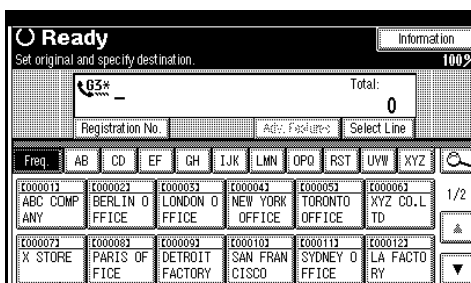 Ready
Information
Set original and specify destination.
100%
G3* _
Total:
0
Registration No.
Adv. Features
Select Line
Freq. AB CD EF GH IJK LMN OPQ RST UVW XYZ
[00001] [00002] [00003] [00004] [00005] [00006]
ABC COMP BERLIN O LONDON O NEW YORK TORONTO XYZ CO.L
ANY FFICE FFICE OFFICE OFFICE TD
1/2
[00007] [00008] [00009] [00010] [00011] [00012]
X STORE PARIS OF DETROIT SAN FRAN SYDNEY O LA FACTO
FICE FACTORY CISCO FFICE RY